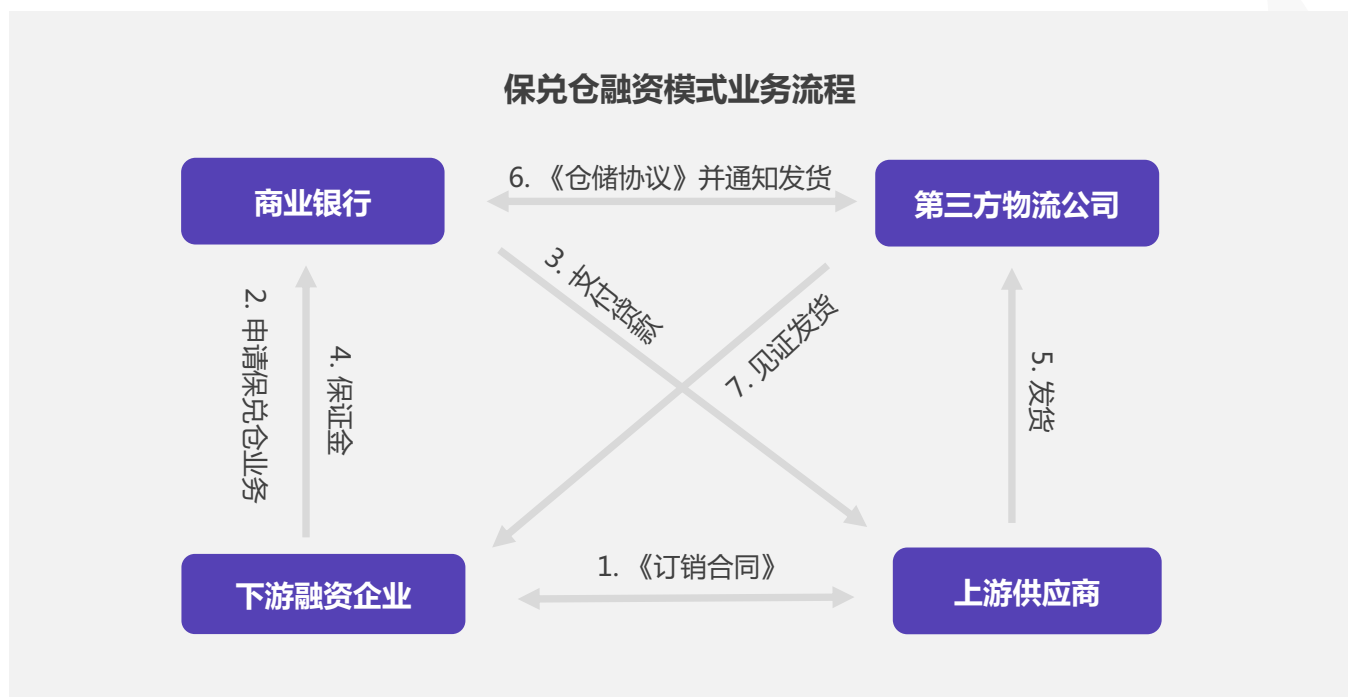 保兑仓融资模式业务流程
6. 《仓储协议》并通知发货
商业银行
第三方物流公司
3. 支付贷款
7. 见证发货
2. 申请保兑仓业务
4. 保证金
5. 发货
1. 《订销合同》
下游融资企业
上游供应商